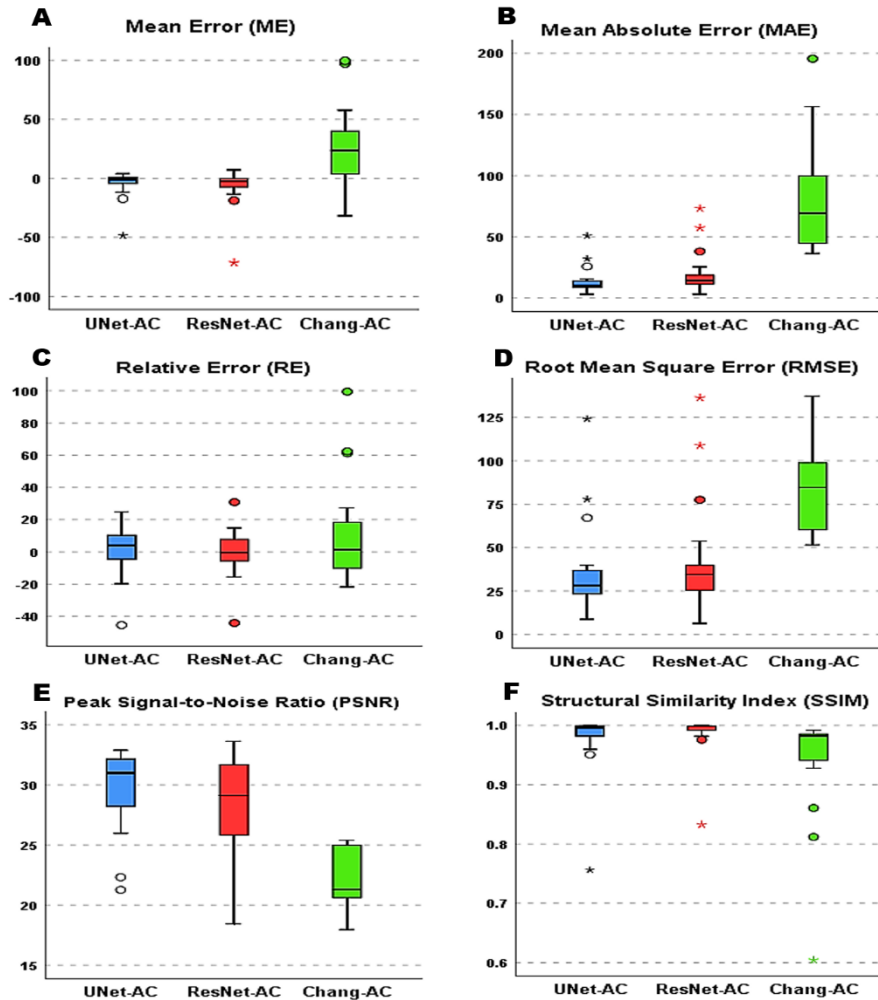 A
Mean Error (ME)
100
50
0
-50
-100
UNet-AC ResNet-AC Chang-AC
B
Mean Absolute Error (MAE)
200
150
100
50
0
UNet-AC ResNet-AC Chang-AC
C
Relative Error (RE)
100
80
60
40
20
0
-20
-40
UNet-AC ResNet-AC Chang-AC
D
Root Mean Square Error (RMSE)
125
100
75
50
25
0
UNet-AC ResNet-AC Chang-AC
E
Peak Signal-to-Noise Ratio (PSNR)
35
30
25
20
15
UNet-AC ResNet-AC Chang-AC
F
Structural Similarity Index (SSIM)
1.0
0.9
0.8
0.7
0.6
UNet-AC ResNet-AC Chang-AC